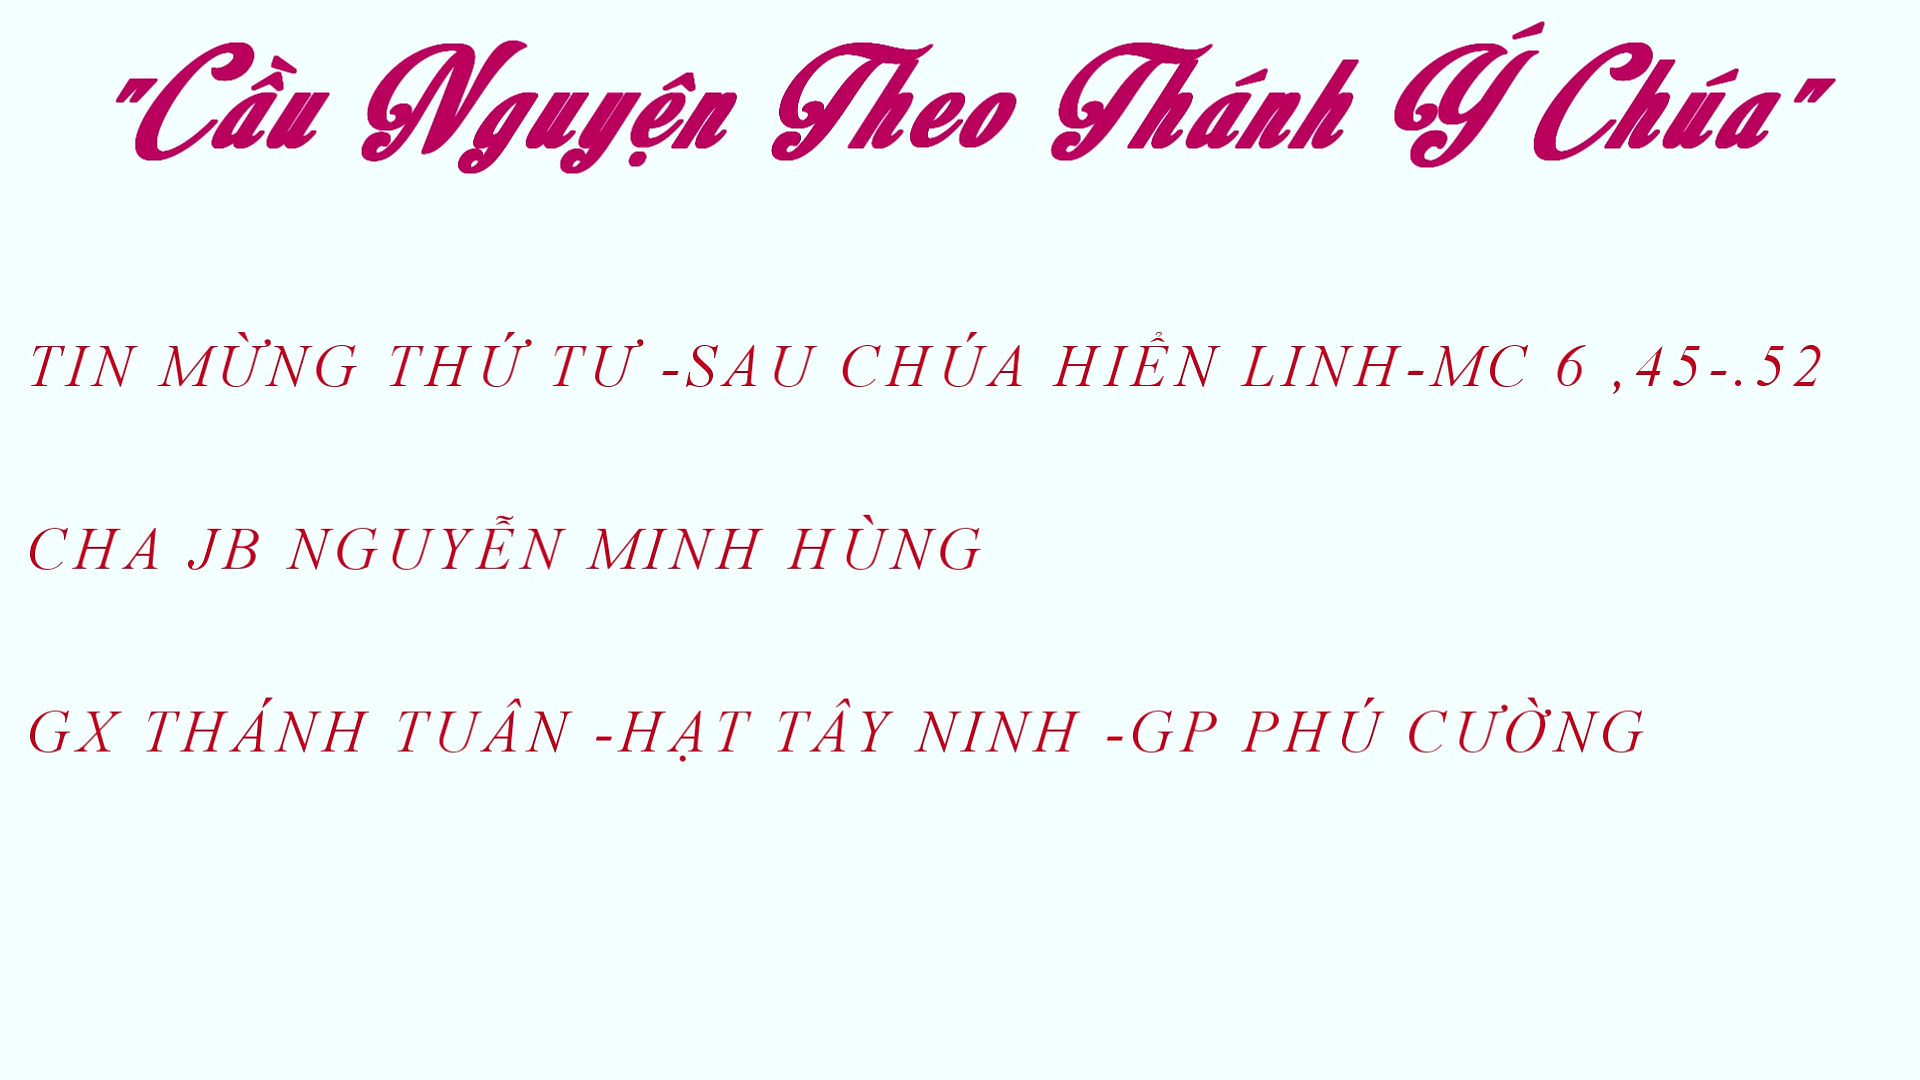 "Cầu Nguyện Theo Thánh Ý Chúa"
TIN MỪNG THỨ TƯ -SAU CHÚA HIỂN LINH-MC 6 ,45-.52
CHA JB NGUYỄN MINH HÙNG
GX THÁNH TUÂN -HẠT TÂY NINH -GP PHÚ CƯỜNG